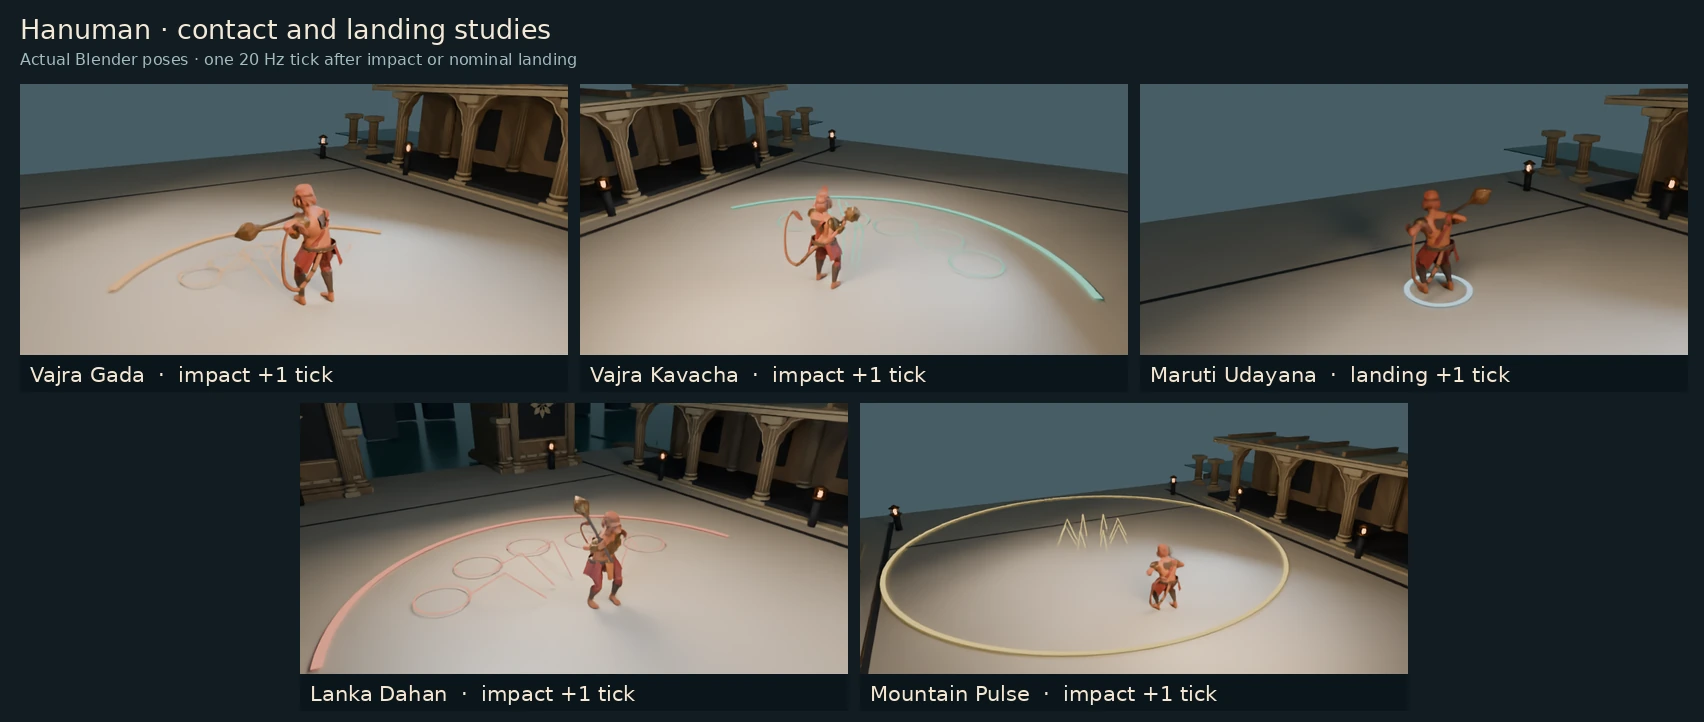 Hanuman · contact and landing studies
Actual Blender poses · one 20 Hz tick after impact or nominal landing
Vajra Gada · impact +1 tick
Vajra Kavacha · impact +1 tick
Maruti Udayana · landing +1 tick
Lanka Dahan · impact +1 tick
Mountain Pulse · impact +1 tick